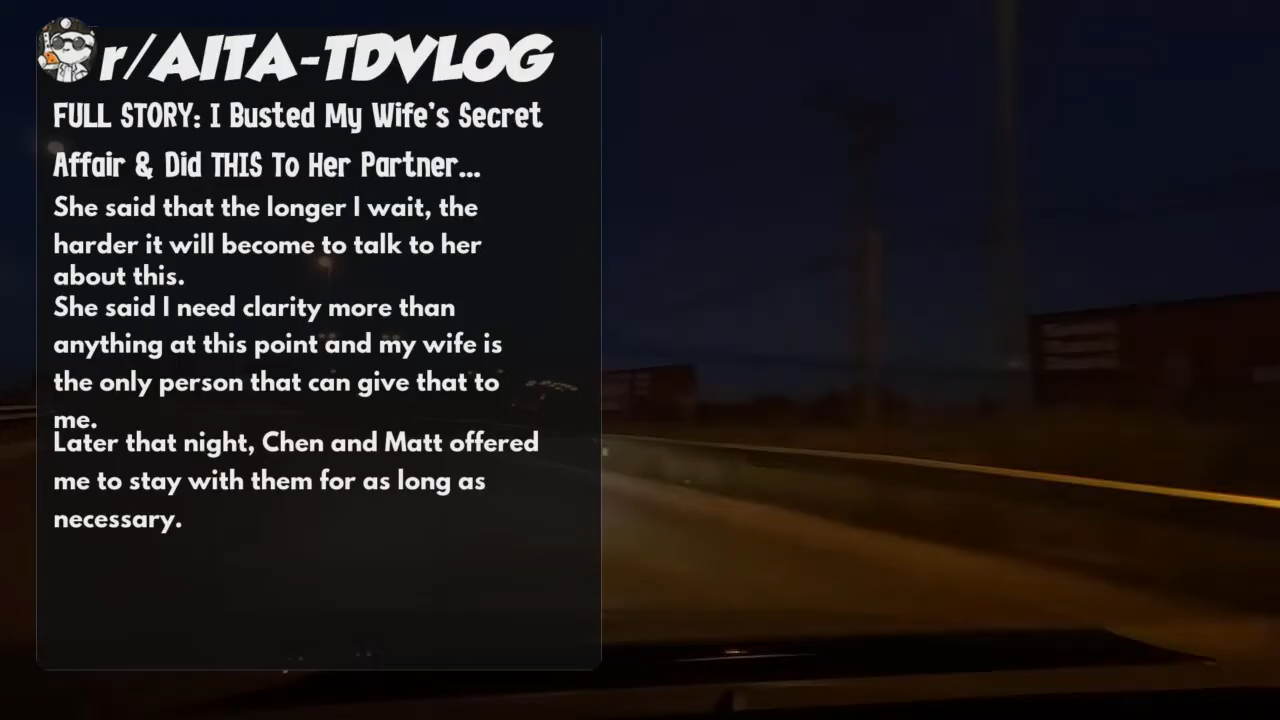 r/AITA-TDVLOG
FULL STORY: I Busted My Wife's Secret
Affair & Did THIS To Her Partner...
She said that the longer I wait, the
harder it will become to talk to her
about this.
She said I need clarity more than
anything at this point and my wife is
the only person that can give that to
me.
Later that night, Chen and Matt offered
me to stay with them for as long as
necessary.